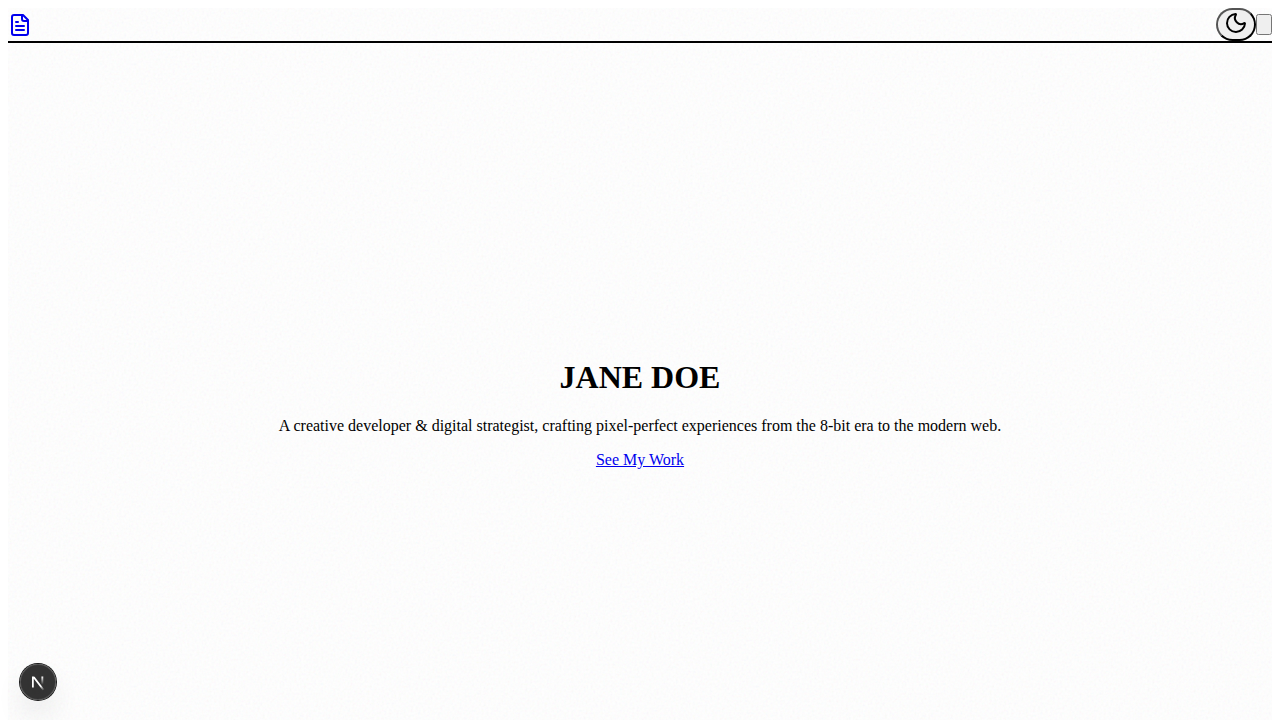 JANE DOE
A creative developer & digital strategist, crafting pixel-perfect experiences from the 8-bit era to the modern web.
See My Work
N